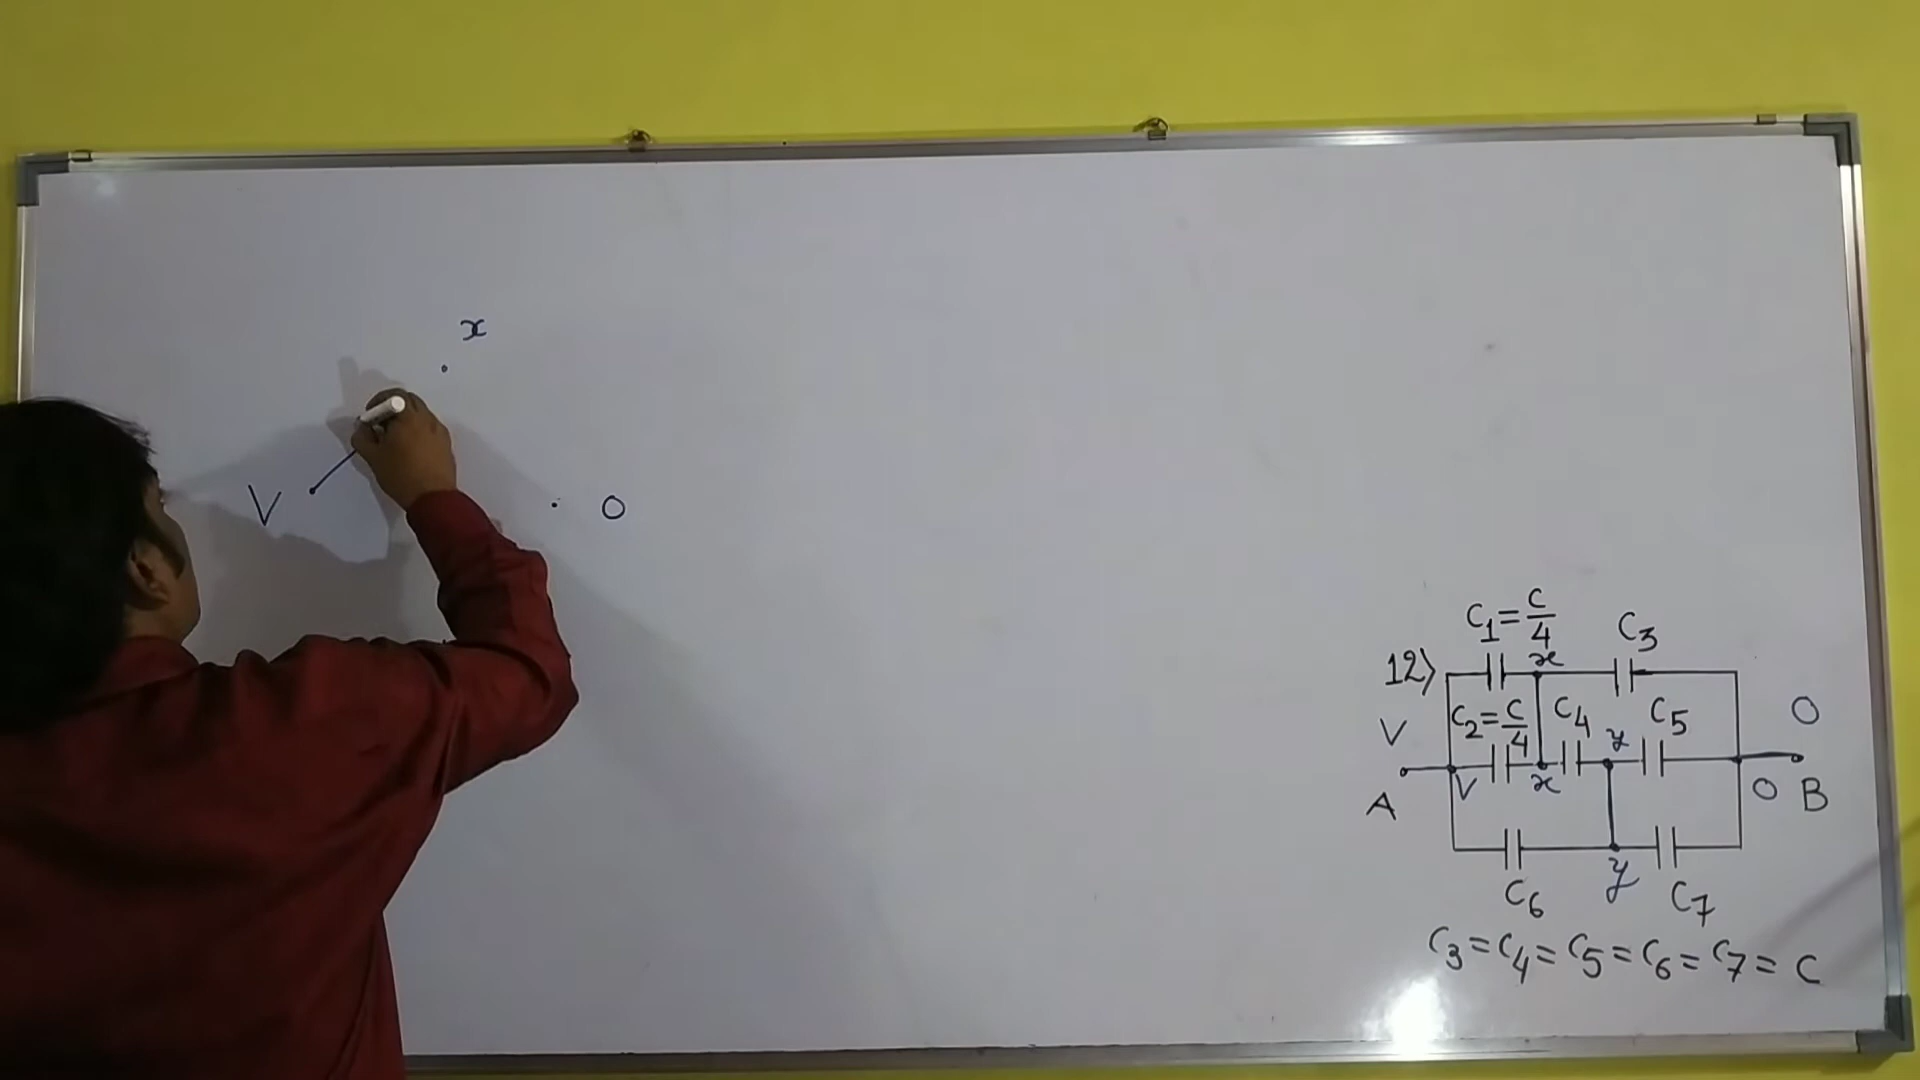 x
V
O
C1 = C/4
C3
12)
x
V
C2 = C/4
C4
y
C5
O
A
V
x
O
B
C6
y
C7
C3 = C4 = C5 = C6 = C7 = C